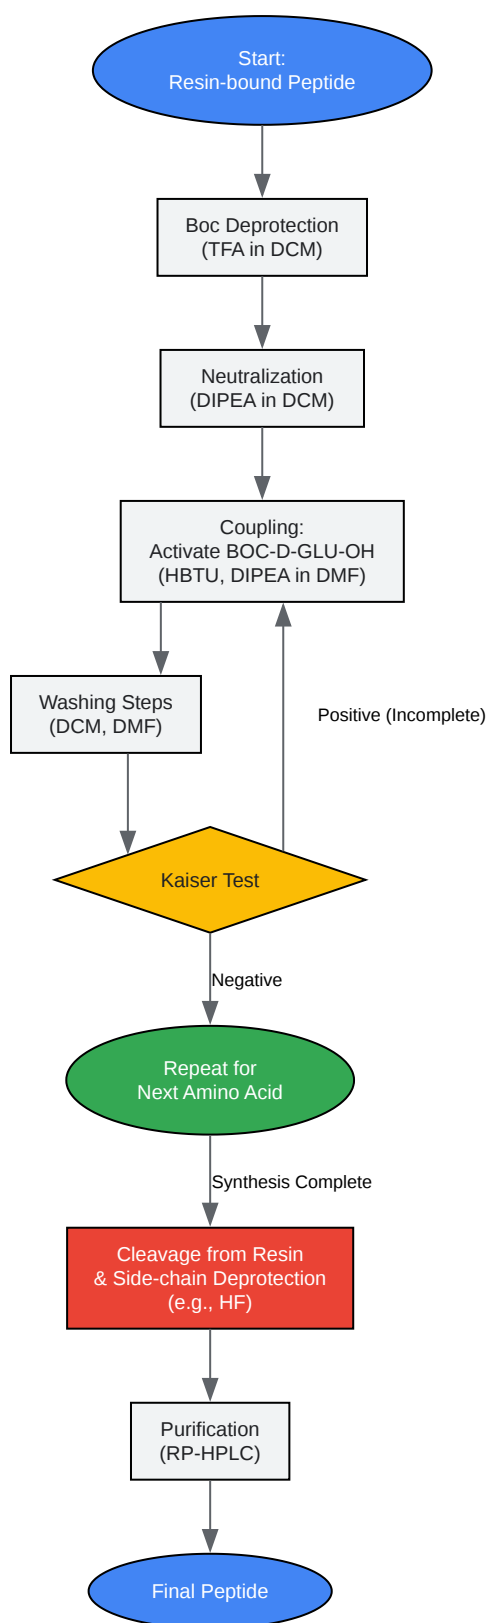 Start:
Resin-bound Peptide
Boc Deprotection
(TFA in DCM)
Neutralization
(DIPEA in DCM)
Coupling:
Activate BOC-D-GLU-OH
(HBTU, DIPEA in DMF)
Washing Steps
(DCM, DMF)
Positive (Incomplete)
Kaiser Test
Negative
Repeat for
Next Amino Acid
Synthesis Complete
Cleavage from Resin
& Side-chain Deprotection
(e.g., HF)
Purification
(RP-HPLC)
Final Peptide